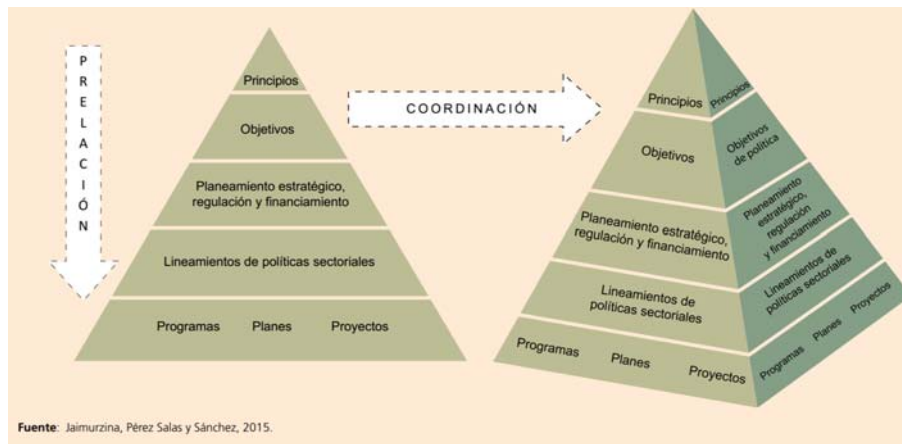 PRELACIÓN
Principios
Objetivos
Planeamiento estratégico,
regulación y financiamiento
Lineamientos de políticas sectoriales
Programas Planes Proyectos
COORDINACIÓN
Principios
Objetivos
Planeamiento estratégico,
regulación y financiamiento
Lineamientos de
políticas sectoriales
Programas Planes Proyectos
Principios
Objetivos
de política
Planeamiento
estratégico,
regulación
y financiamiento
Lineamientos de
políticas sectoriales
Programas Planes Proyectos
Fuente: Jaimurzina, Pérez Salas y Sánchez, 2015.